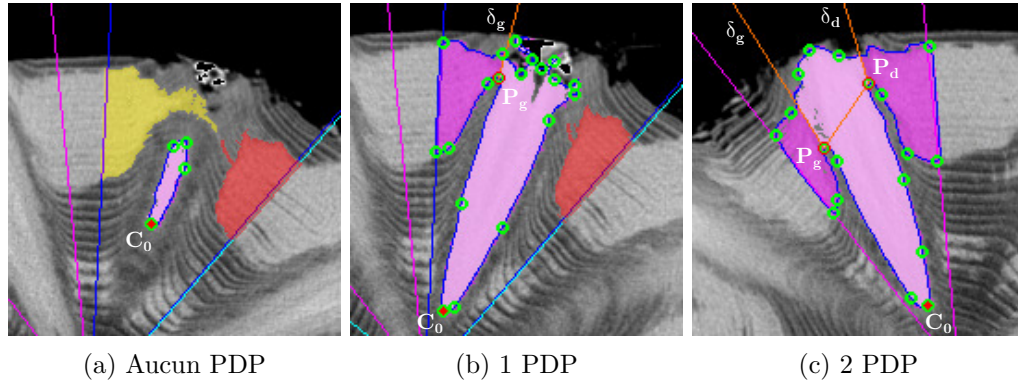 C₀
(a) Aucun PDP
δg
Pg
C₀
(b) 1 PDP
δg
δd
Pd
Pg
C₀
(c) 2 PDP